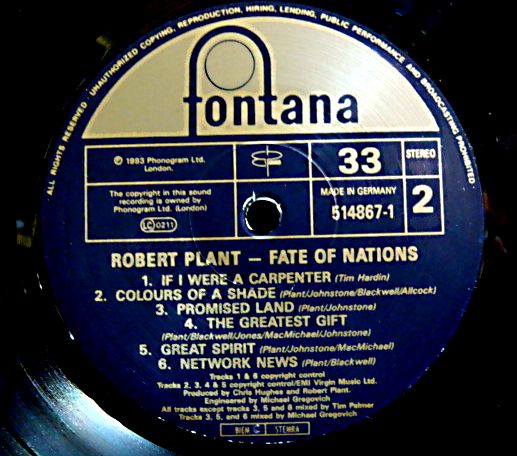 ALL RIGHTS RESERVED · UNAUTHORIZED COPYING, REPRODUCTION, HIRING, LENDING, PUBLIC PERFORMANCE AND BROADCASTING PROHIBITED ·
fontana
℗ 1993 Phonogram Ltd.
London.
33
STEREO
The copyright in this sound
recording is owned by
Phonogram Ltd. (London)
LC 0211
MADE IN GERMANY
514867-1
2
ROBERT PLANT – FATE OF NATIONS
1. IF I WERE A CARPENTER (Tim Hardin)
2. COLOURS OF A SHADE (Plant/Johnstone/Blackwell/Allcock)
3. PROMISED LAND (Plant/Johnstone)
4. THE GREATEST GIFT
(Plant/Blackwell/Jones/MacMichael/Johnstone)
5. GREAT SPIRIT (Plant/Johnstone/MacMichael)
6. NETWORK NEWS (Plant/Blackwell)
Tracks 1 & 6 copyright control
Tracks 2, 3, 4 & 5 copyright control/EMI Virgin Music Ltd.
Produced by Chris Hughes and Robert Plant.
Engineered by Michael Gregovich
All tracks except tracks 3, 5 and 6 mixed by Tim Palmer
Tracks 3, 5, and 6 mixed by Michael Gregovich
BIEM STEMRA